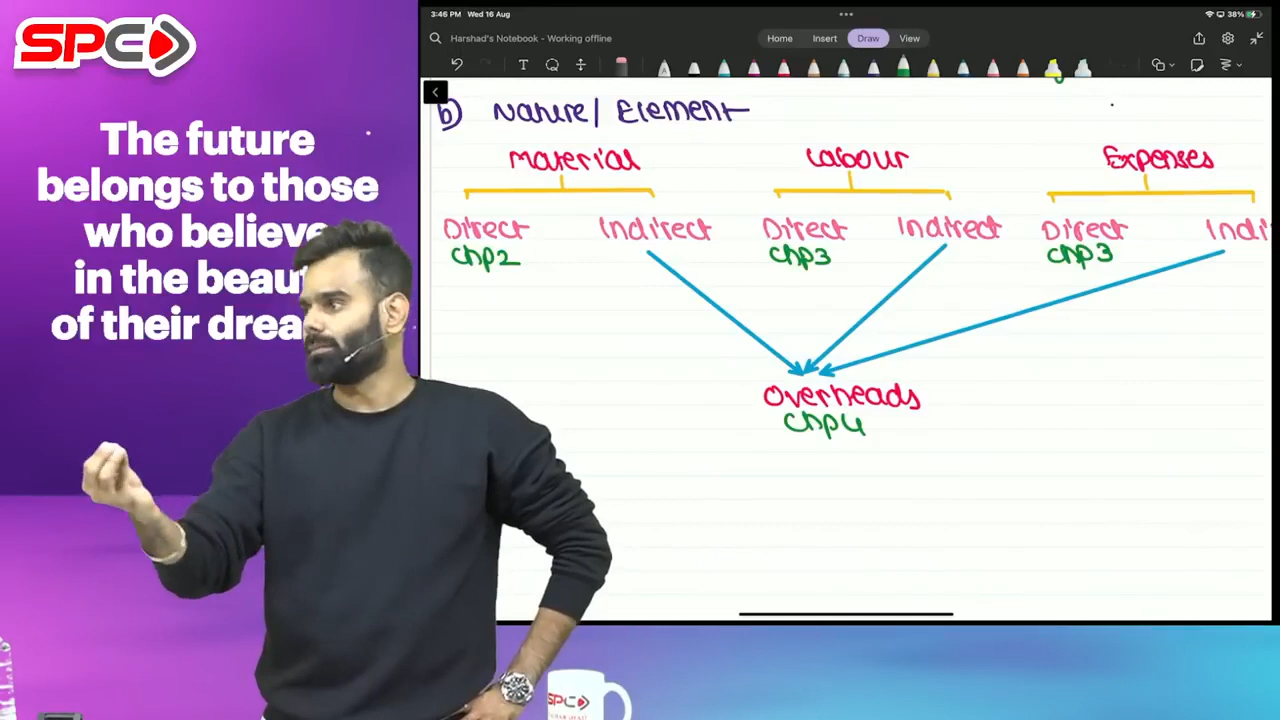 SPC
The future
belongs to those
who believe
in the beau
of their drea
3:46 PM Wed 16 Aug
38%
Harshad's Notebook - Working offline
Home Insert Draw View
b) Nature/ Element
Material Labour Expenses
Direct Indirect Direct Indirect Direct Indi
Chp2 Chp3 Chp3
Overheads
Chp4
SPC